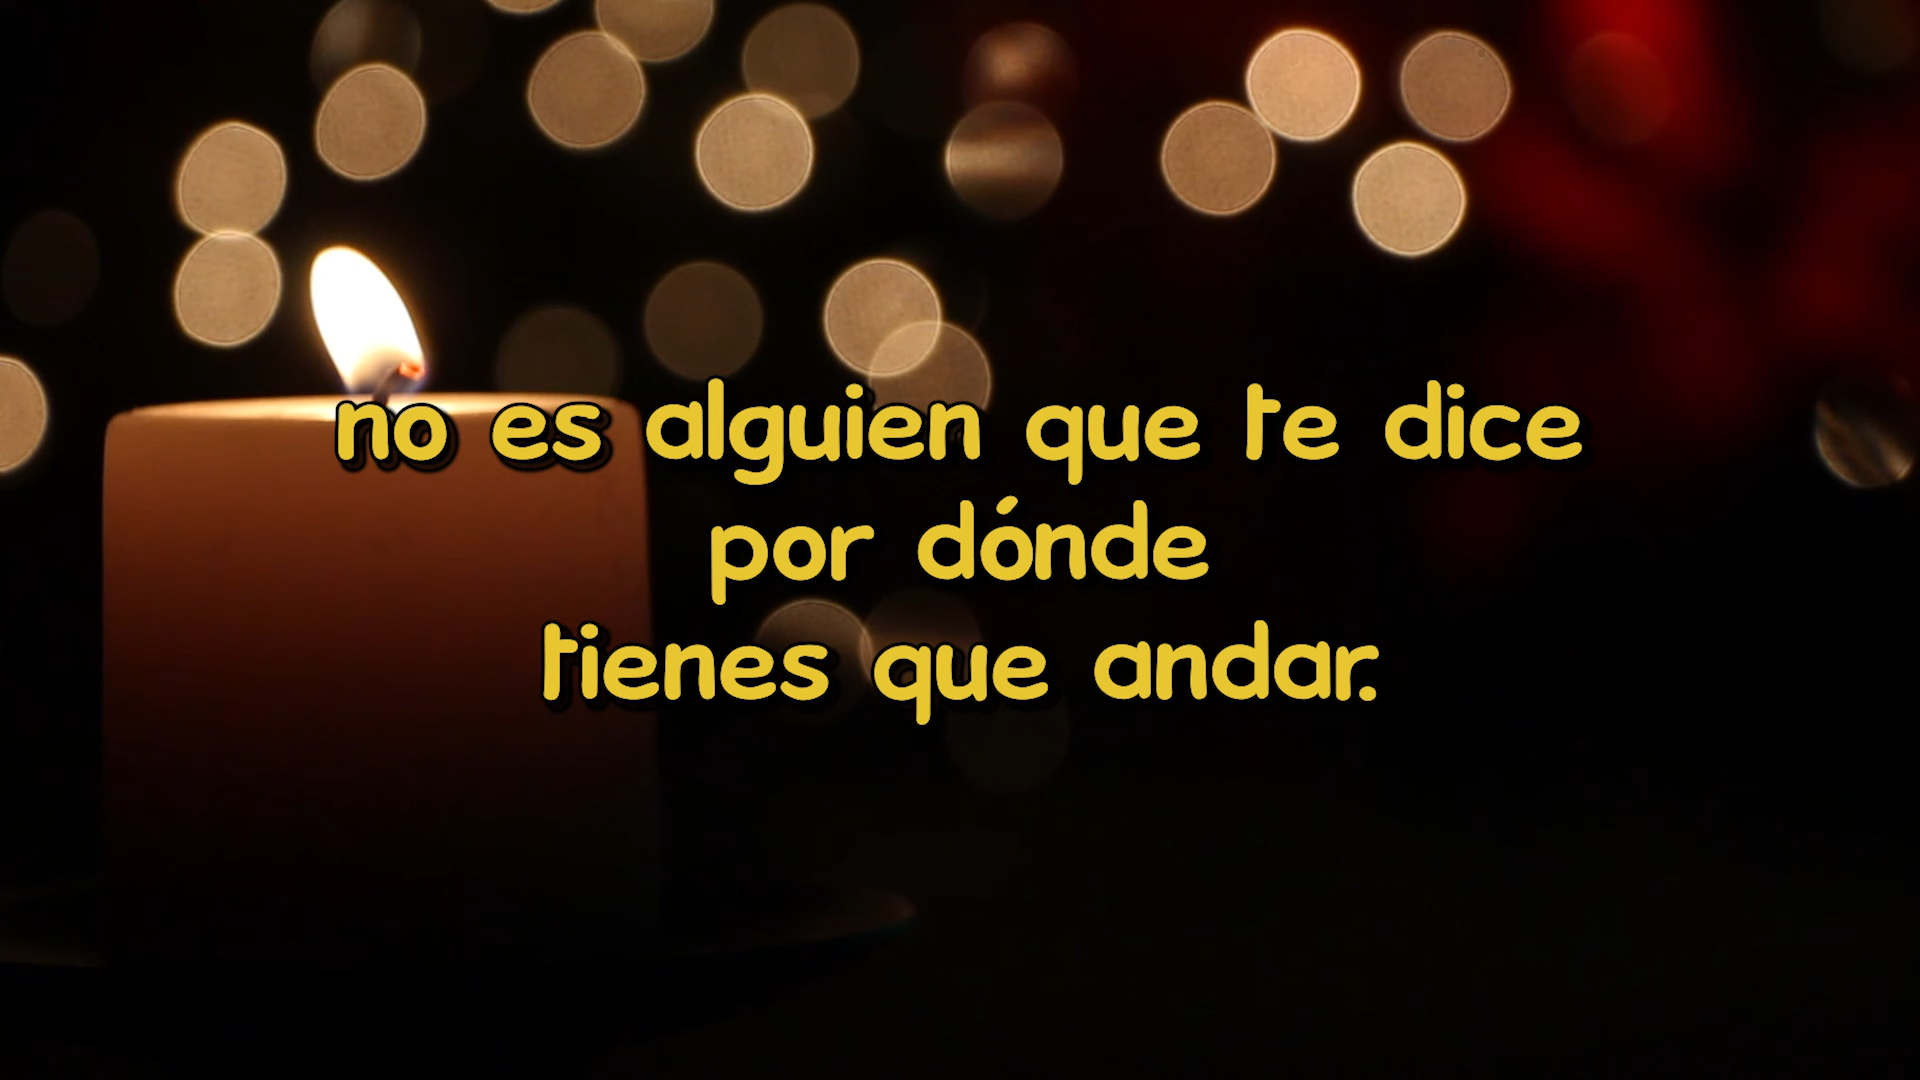 no es alguien que te dice
por dónde
tienes que andar.